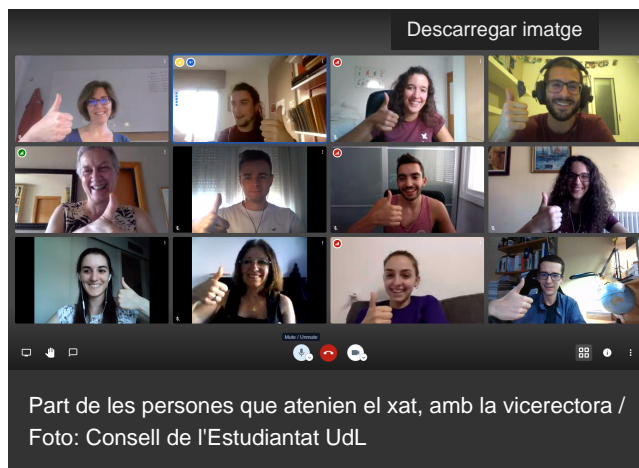 Descarregar imatge
Mute / Unmute
Part de les persones que atenien el xat, amb la vicerectora /
Foto: Consell de l'Estudiantat UdL